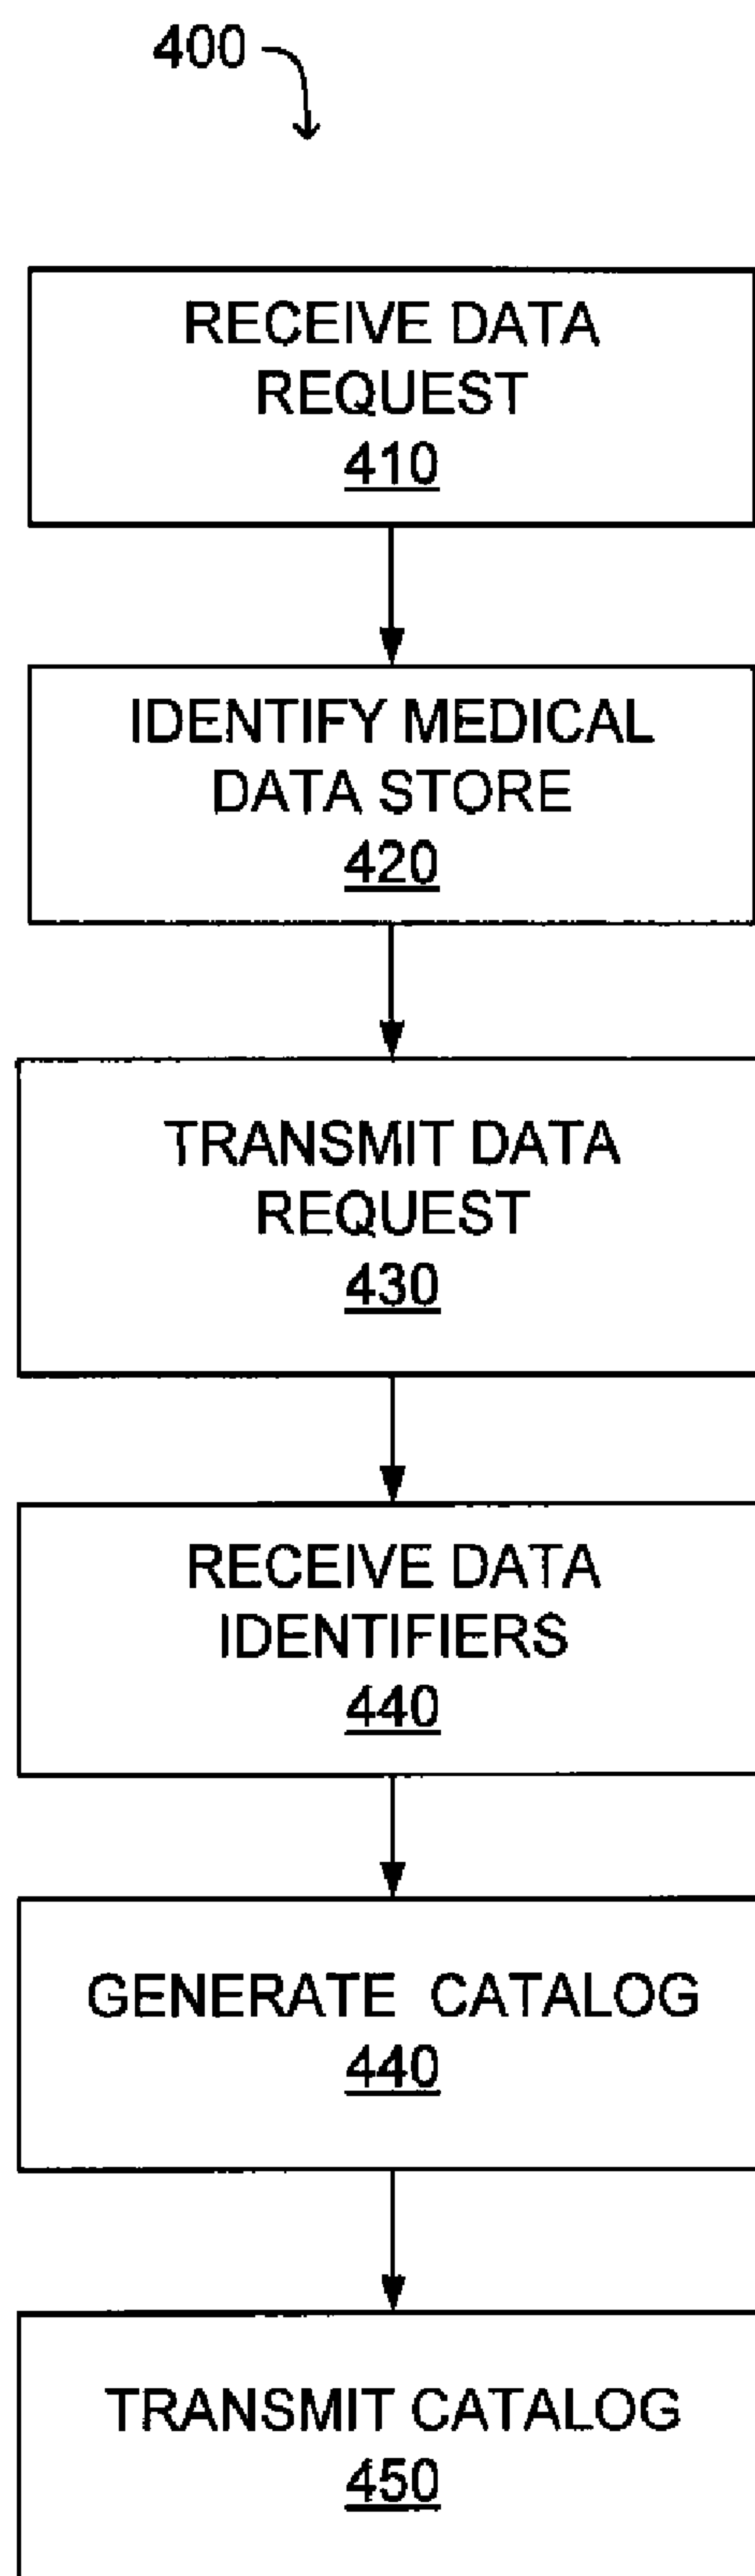 400
RECEIVE DATA
REQUEST
410
IDENTIFY MEDICAL
DATA STORE
420
TRANSMIT DATA
REQUEST
430
RECEIVE DATA
IDENTIFIERS
440
GENERATE CATALOG
440
TRANSMIT CATALOG
450